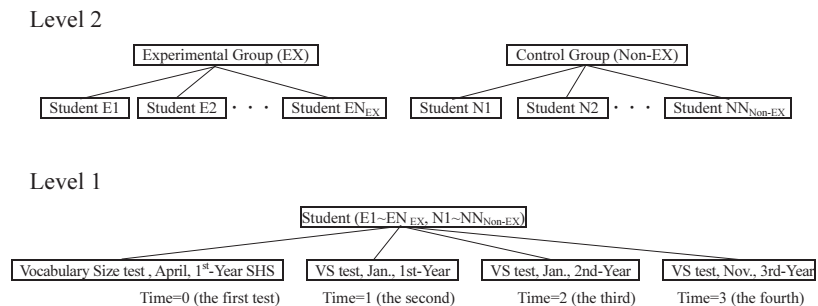 Level 2
Experimental Group (EX) Control Group (Non-EX)
Student E1 Student E2 · · · Student EN_EX Student N1 Student N2 · · · Student NN_Non-EX
Level 1
Student (E1~EN_EX, N1~NN_Non-EX)
Vocabulary Size test , April, 1st-Year SHS VS test, Jan., 1st-Year VS test, Jan., 2nd-Year VS test, Nov., 3rd-Year
Time=0 (the first test) Time=1 (the second) Time=2 (the third) Time=3 (the fourth)